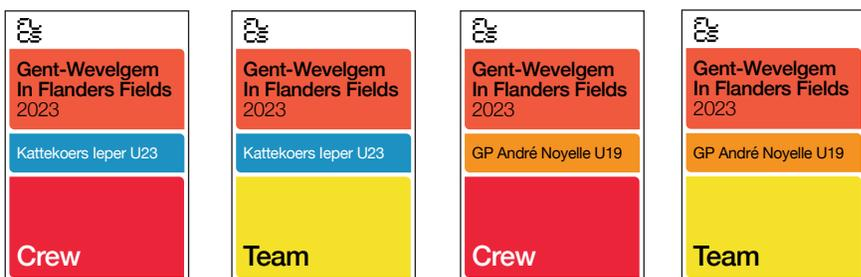 Gent-Wevelgem
In Flanders Fields
2023
Kattekoers Ieper U23
Crew
Gent-Wevelgem
In Flanders Fields
2023
Kattekoers Ieper U23
Team
Gent-Wevelgem
In Flanders Fields
2023
GP André Noyelle U19
Crew
Gent-Wevelgem
In Flanders Fields
2023
GP André Noyelle U19
Team